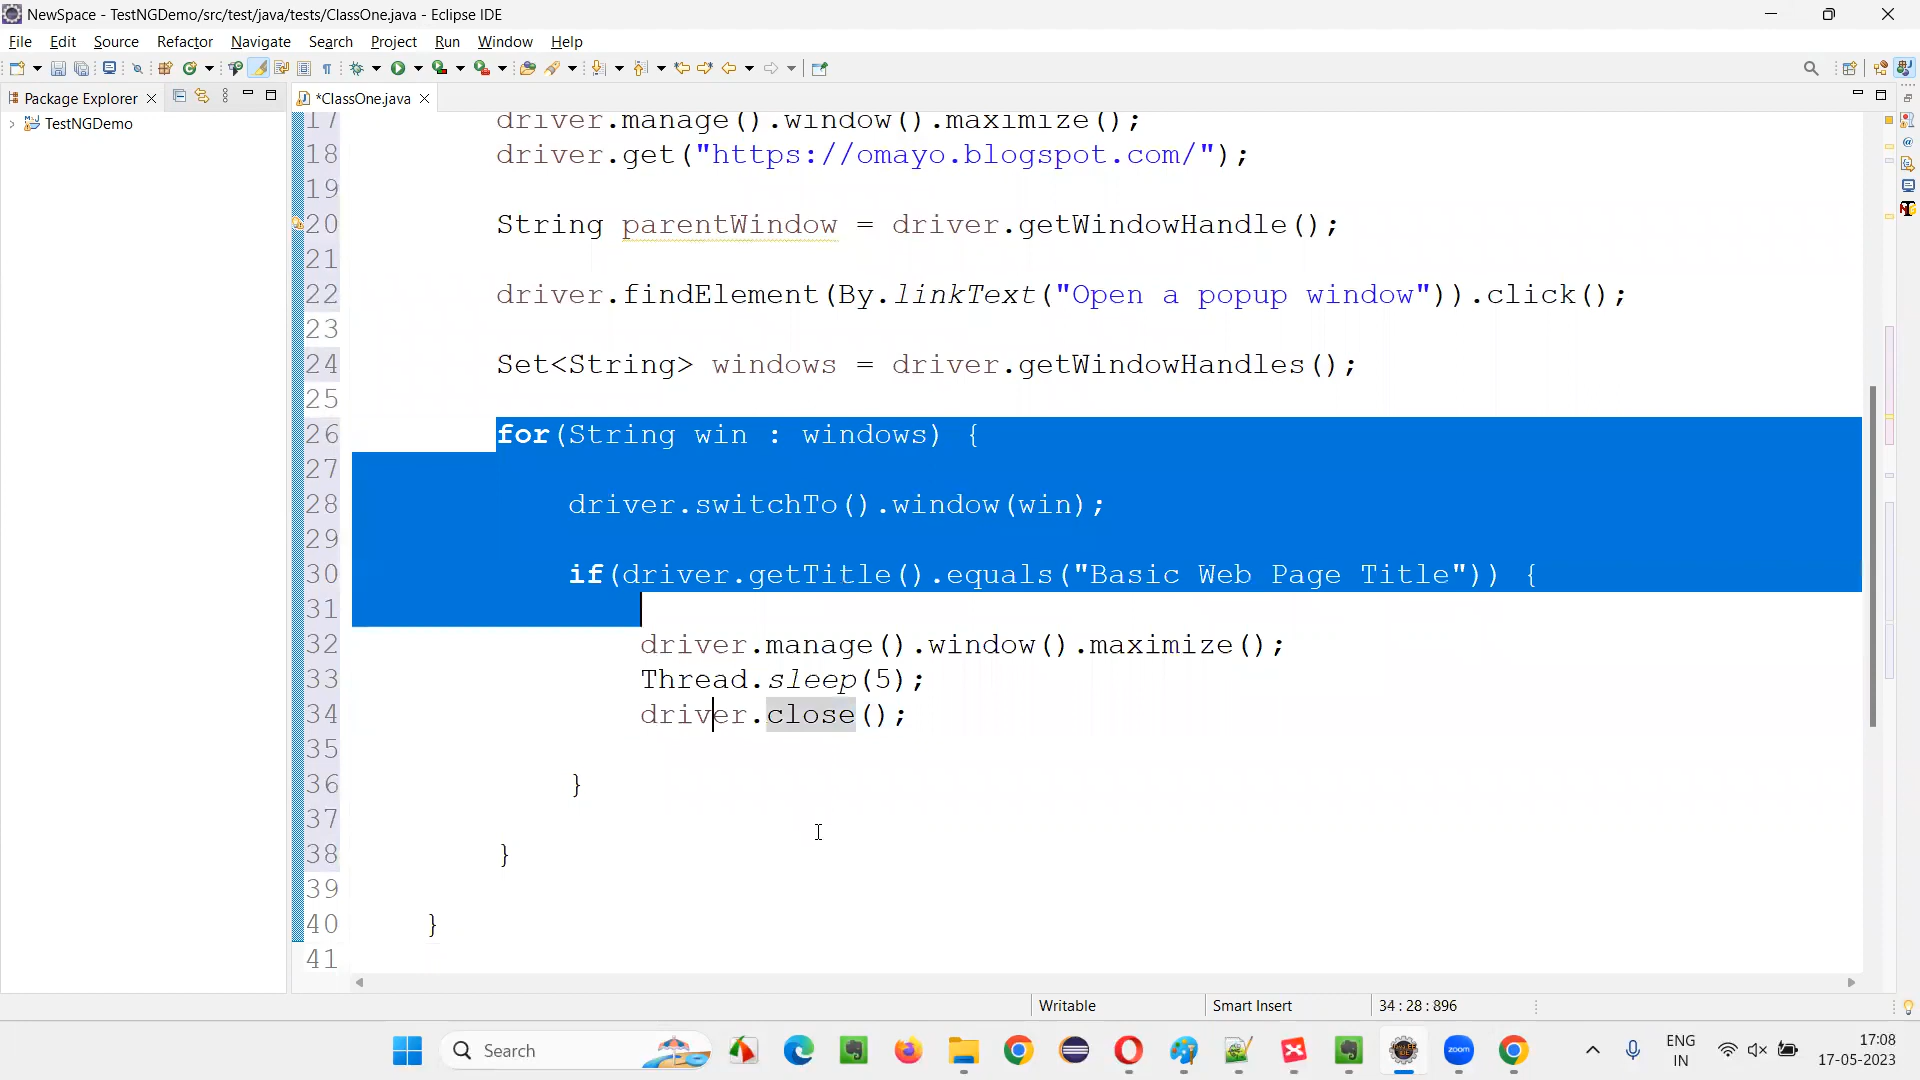 NewSpace - TestNGDemo/src/test/java/tests/ClassOne.java - Eclipse IDE
File Edit Source Refactor Navigate Search Project Run Window Help
Package Explorer
*ClassOne.java
TestNGDemo
17 driver.manage().window().maximize();
18 driver.get("https://omayo.blogspot.com/");
19
20 String parentWindow = driver.getWindowHandle();
21
22 driver.findElement(By.linkText("Open a popup window")).click();
23
24 Set<String> windows = driver.getWindowHandles();
25
26 for(String win : windows) {
27
28 driver.switchTo().window(win);
29
30 if(driver.getTitle().equals("Basic Web Page Title")) {
31
32 driver.manage().window().maximize();
33 Thread.sleep(5);
34 driver.close();
35
36 }
37
38 }
39
40 }
41
Writable Smart Insert 34 : 28 : 896
Search
zoom
ENG
IN
17:08
17-05-2023